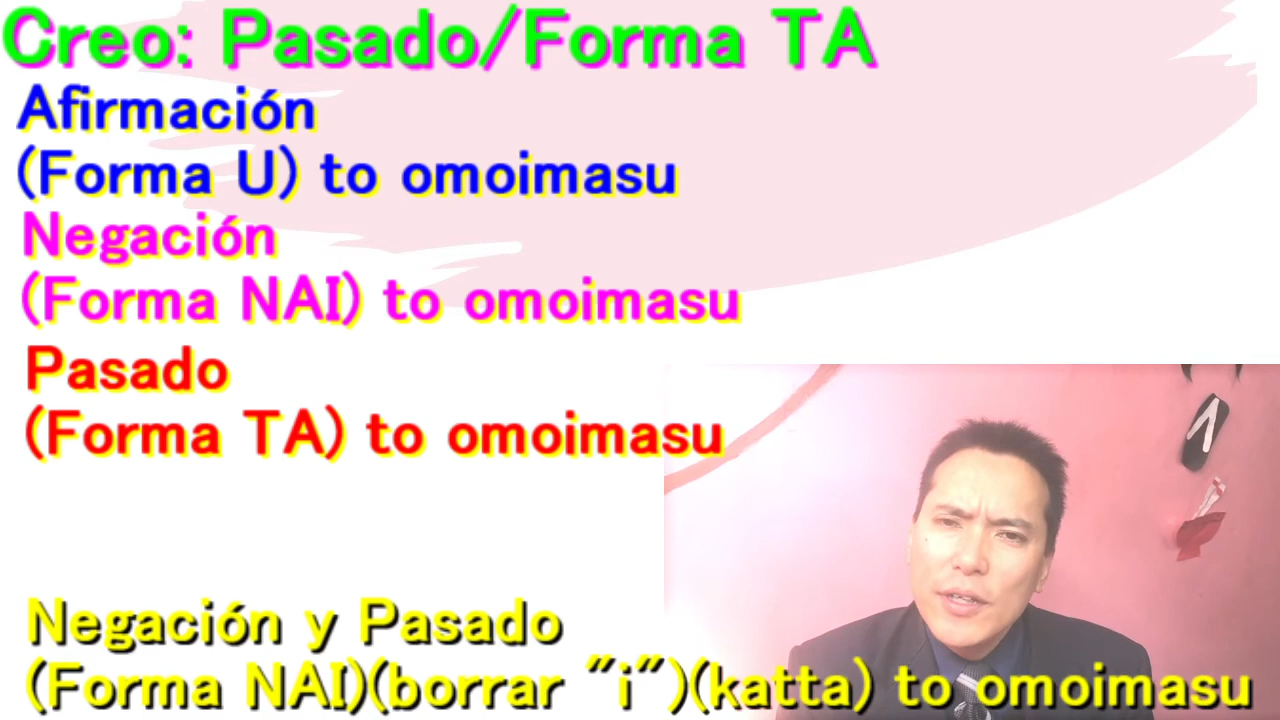 Creo: Pasado/Forma TA
Afirmación
(Forma U) to omoimasu
Negación
(Forma NAI) to omoimasu
Pasado
(Forma TA) to omoimasu
Negación y Pasado
(Forma NAI)(borrar "i")(katta) to omoimasu